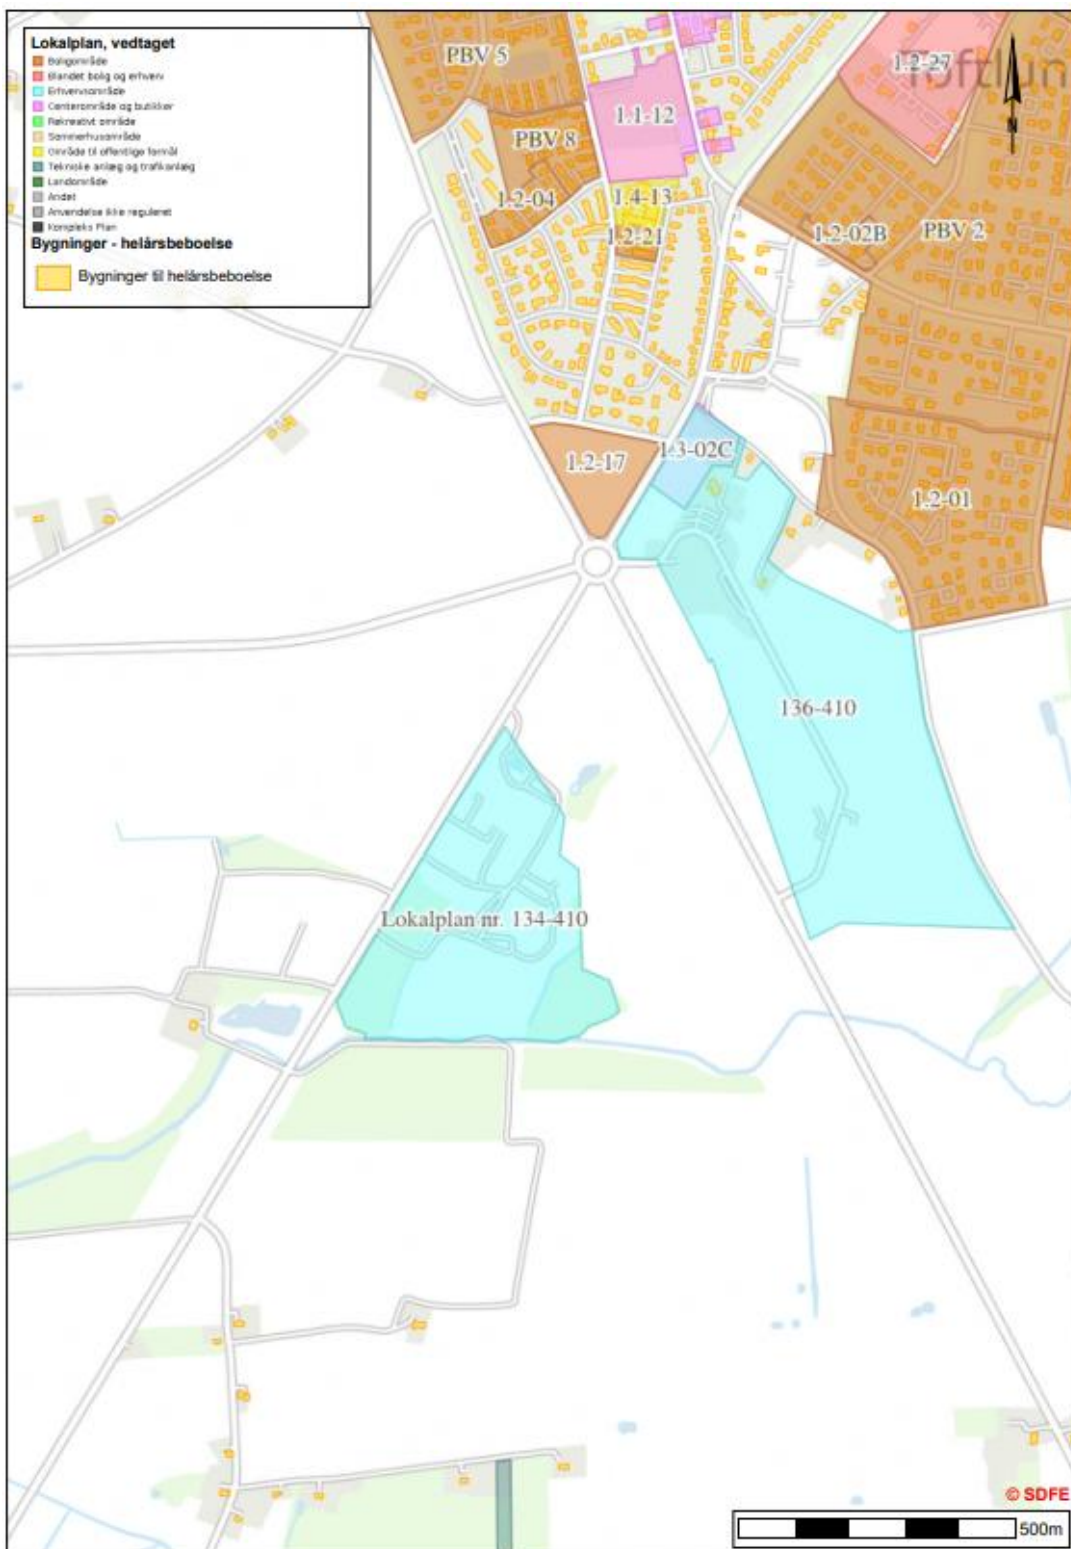 Lokalplan, vedtaget
Boligområde
Blandet bolig og erhverv
Erhvervsområde
Centerområde og butikker
Rekreativt område
Sommerhusområde
Område til offentlige formål
Tekniske anlæg og trafikanlæg
Landområde
Andet
Anvendelse ikke reguleret
Kompleks Plan
Bygninger - helårsbeboelse
Bygninger til helårsbeboelse
PBV 5
1.2-27
Toftlun
N
1.1-12
PBV 8
1.2-04
1.4-13
1.2-21
1.2-02B
PBV 2
1.2-17
1.3-02C
1.2-01
136-410
Lokalplan nr. 134-410
© SDFE
500m